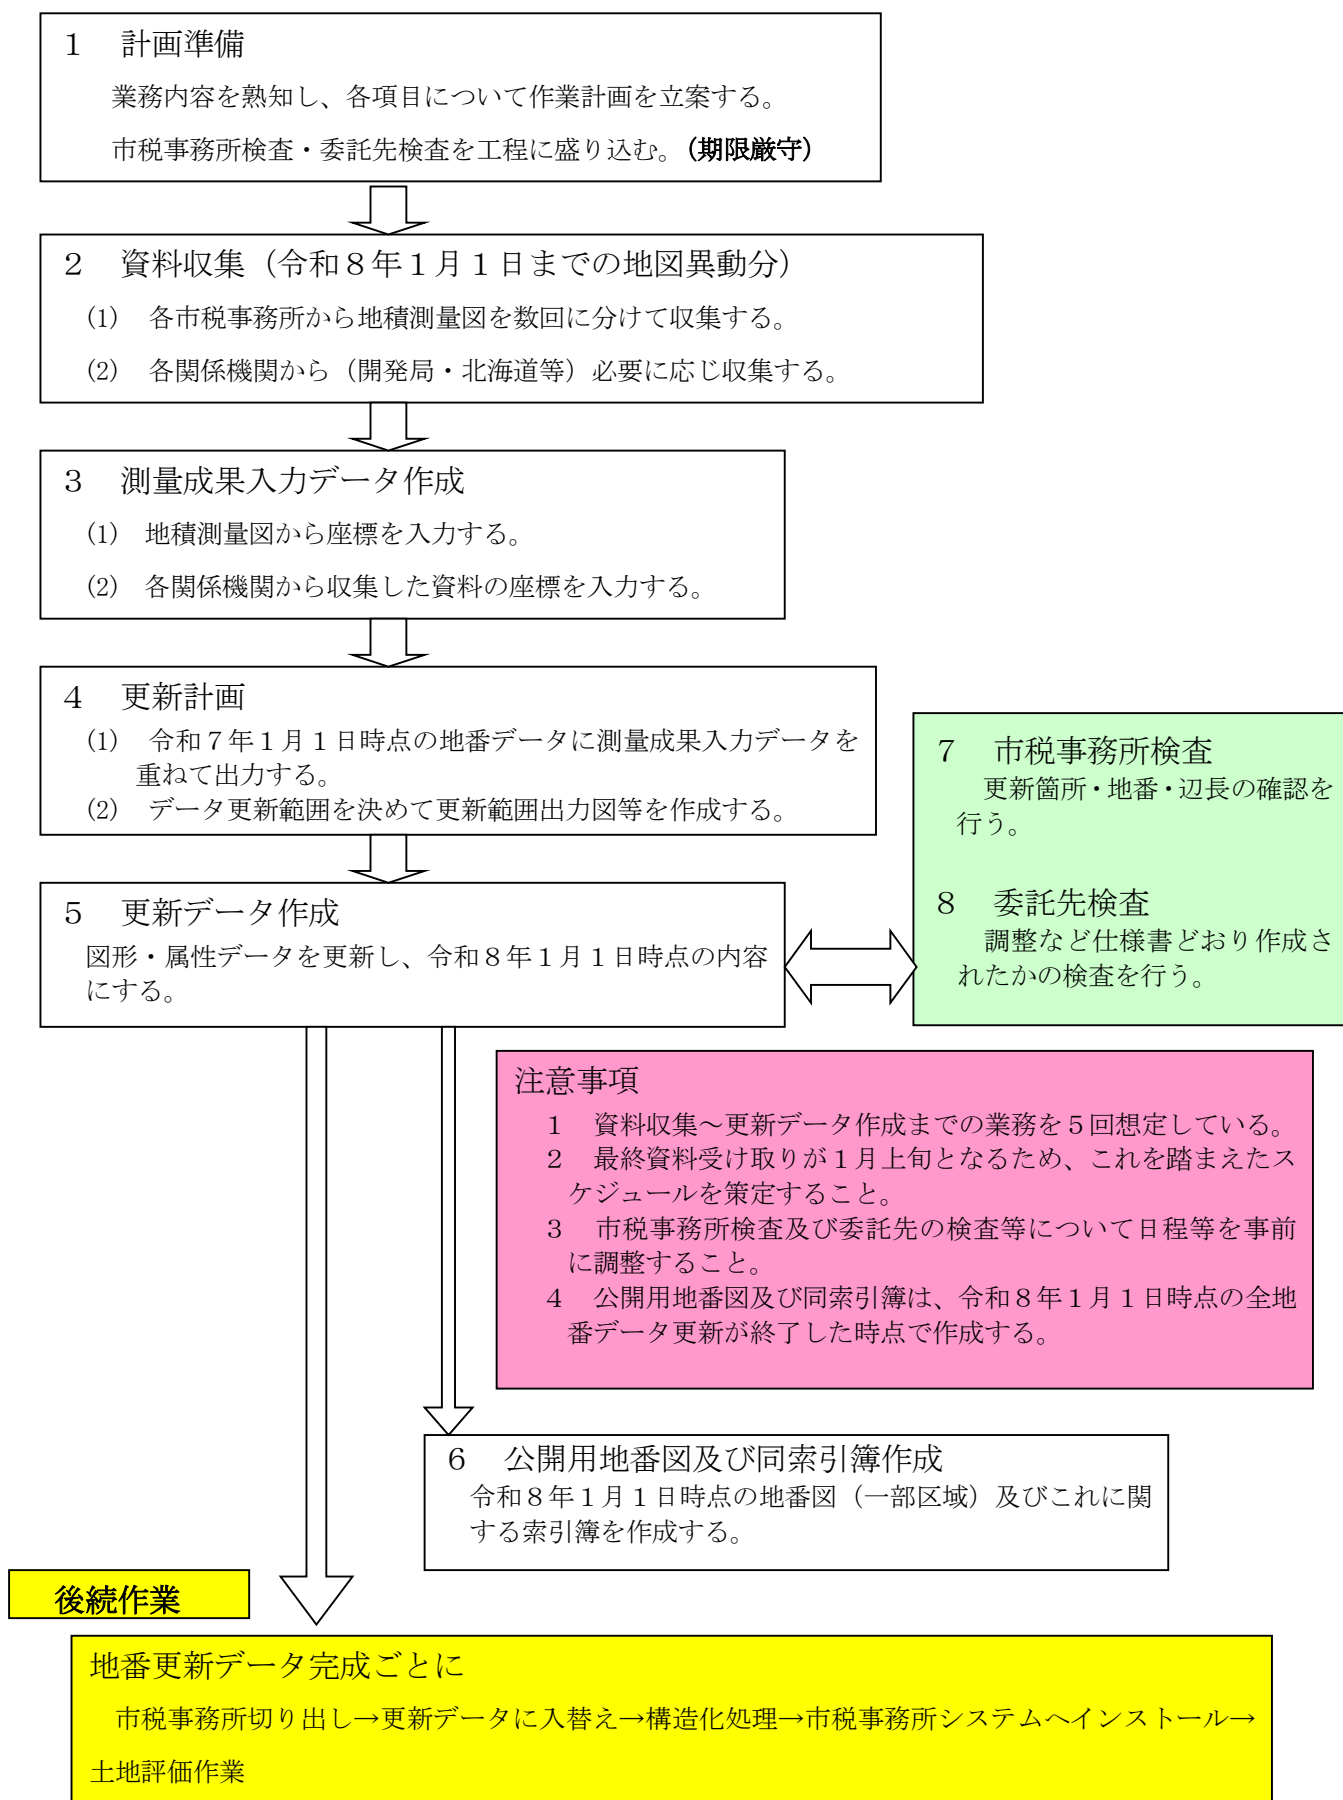 １　計画準備
業務内容を熟知し、各項目について作業計画を立案する。
市税事務所検査・委託先検査を工程に盛り込む。(期限厳守)
２　資料収集（令和８年１月１日までの地図異動分）
(1)　各市税事務所から地積測量図を数回に分けて収集する。
(2)　各関係機関から（開発局・北海道等）必要に応じ収集する。
３　測量成果入力データ作成
(1)　地積測量図から座標を入力する。
(2)　各関係機関から収集した資料の座標を入力する。
４　更新計画
(1)　令和７年１月１日時点の地番データに測量成果入力データを
重ねて出力する。
(2)　データ更新範囲を決めて更新範囲出力図等を作成する。
５　更新データ作成
図形・属性データを更新し、令和８年１月１日時点の内容
にする。
７　市税事務所検査
更新箇所・地番・辺長の確認を
行う。
８　委託先検査
調整など仕様書どおり作成さ
れたかの検査を行う。
注意事項
１　資料収集～更新データ作成までの業務を５回想定している。
２　最終資料受け取りが１月上旬となるため、これを踏まえたス
ケジュールを策定すること。
３　市税事務所検査及び委託先の検査等について日程等を事前
に調整すること。
４　公開用地番図及び同索引簿は、令和８年１月１日時点の全地
番データ更新が終了した時点で作成する。
６　公開用地番図及び同索引簿作成
令和８年１月１日時点の地番図（一部区域）及びこれに関
する索引簿を作成する。
後続作業
地番更新データ完成ごとに
市税事務所切り出し→更新データに入替え→構造化処理→市税事務所システムへインストール→
土地評価作業